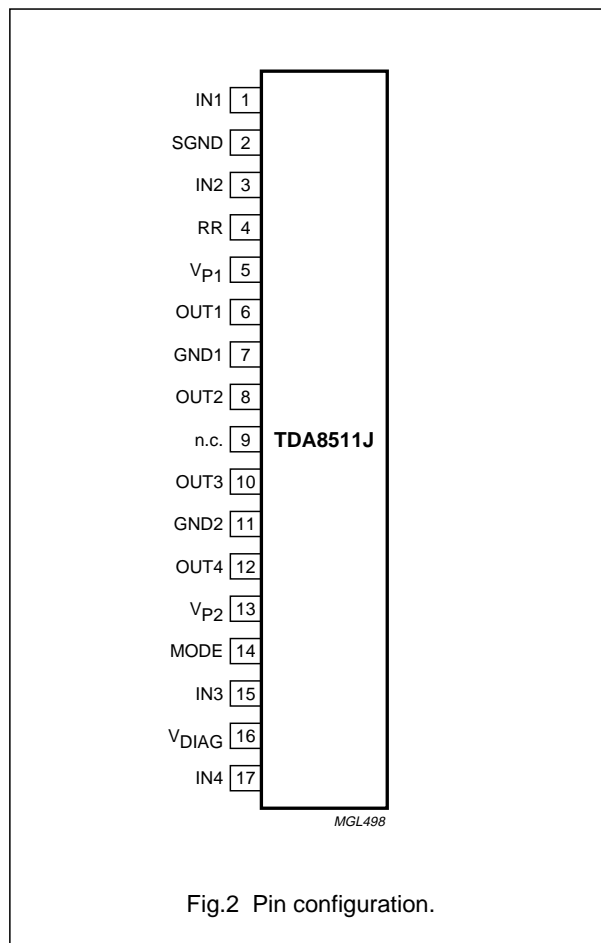 IN1 1
SGND 2
IN2 3
RR 4
VP1 5
OUT1 6
GND1 7
OUT2 8
n.c. 9 TDA8511J
OUT3 10
GND2 11
OUT4 12
VP2 13
MODE 14
IN3 15
VDIAG 16
IN4 17
MGL498
Fig.2 Pin configuration.